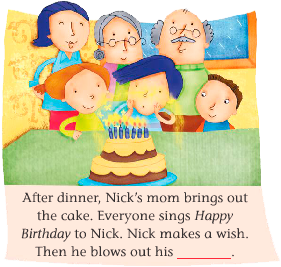 After dinner, Nick's mom brings out
the cake. Everyone sings Happy
Birthday to Nick. Nick makes a wish.
Then he blows out his ________.